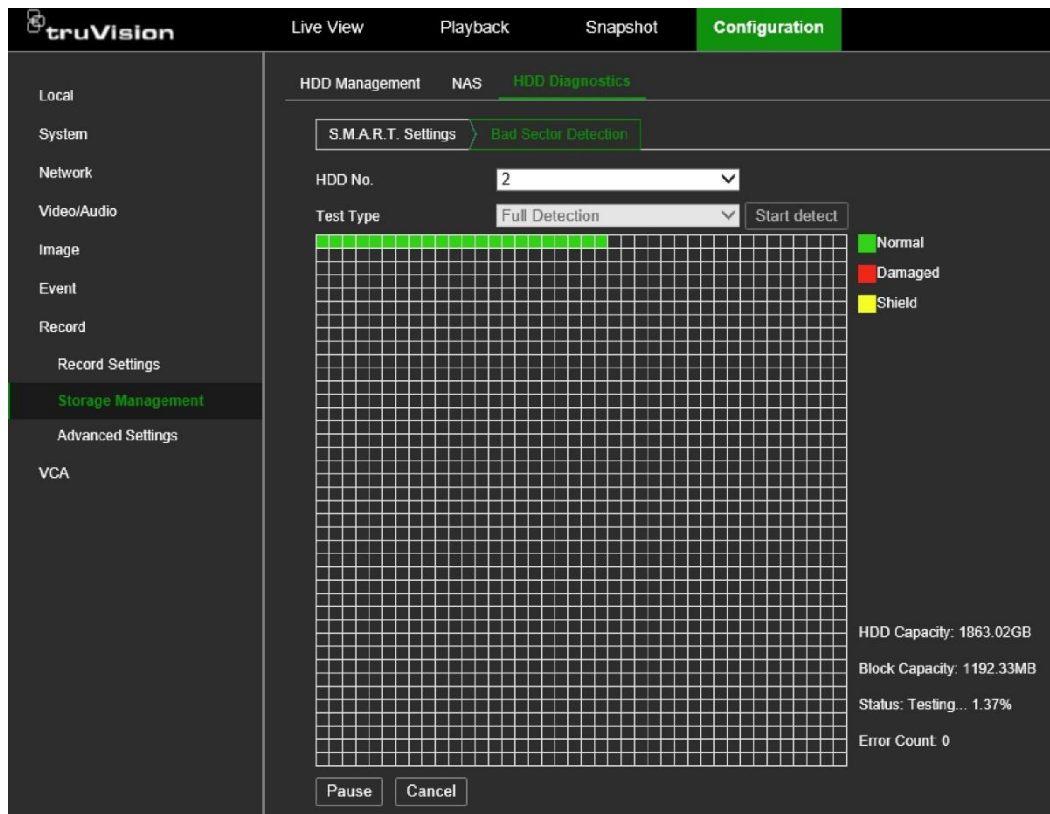 truVision
Live View Playback Snapshot Configuration
HDD Management NAS HDD Diagnostics
Local
System
Network
Video/Audio
Image
Event
Record
Record Settings
Storage Management
Advanced Settings
VCA
S.M.A.R.T. Settings Bad Sector Detection
HDD No. 2
Test Type Full Detection Start detect
Normal
Damaged
Shield
HDD Capacity: 1863.02GB
Block Capacity: 1192.33MB
Status: Testing... 1.37%
Error Count: 0
Pause Cancel